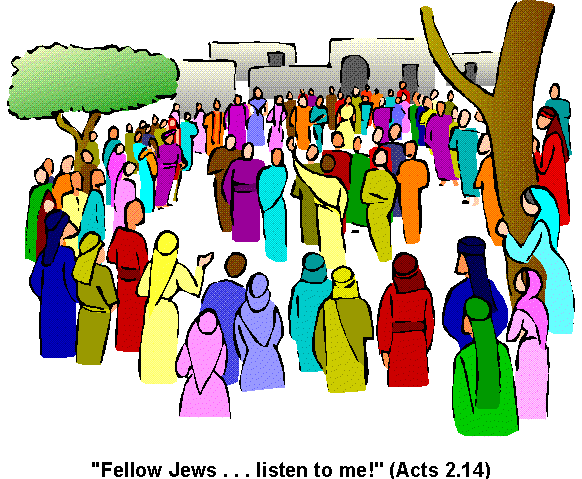 "Fellow Jews . . . listen to me!" (Acts 2.14)